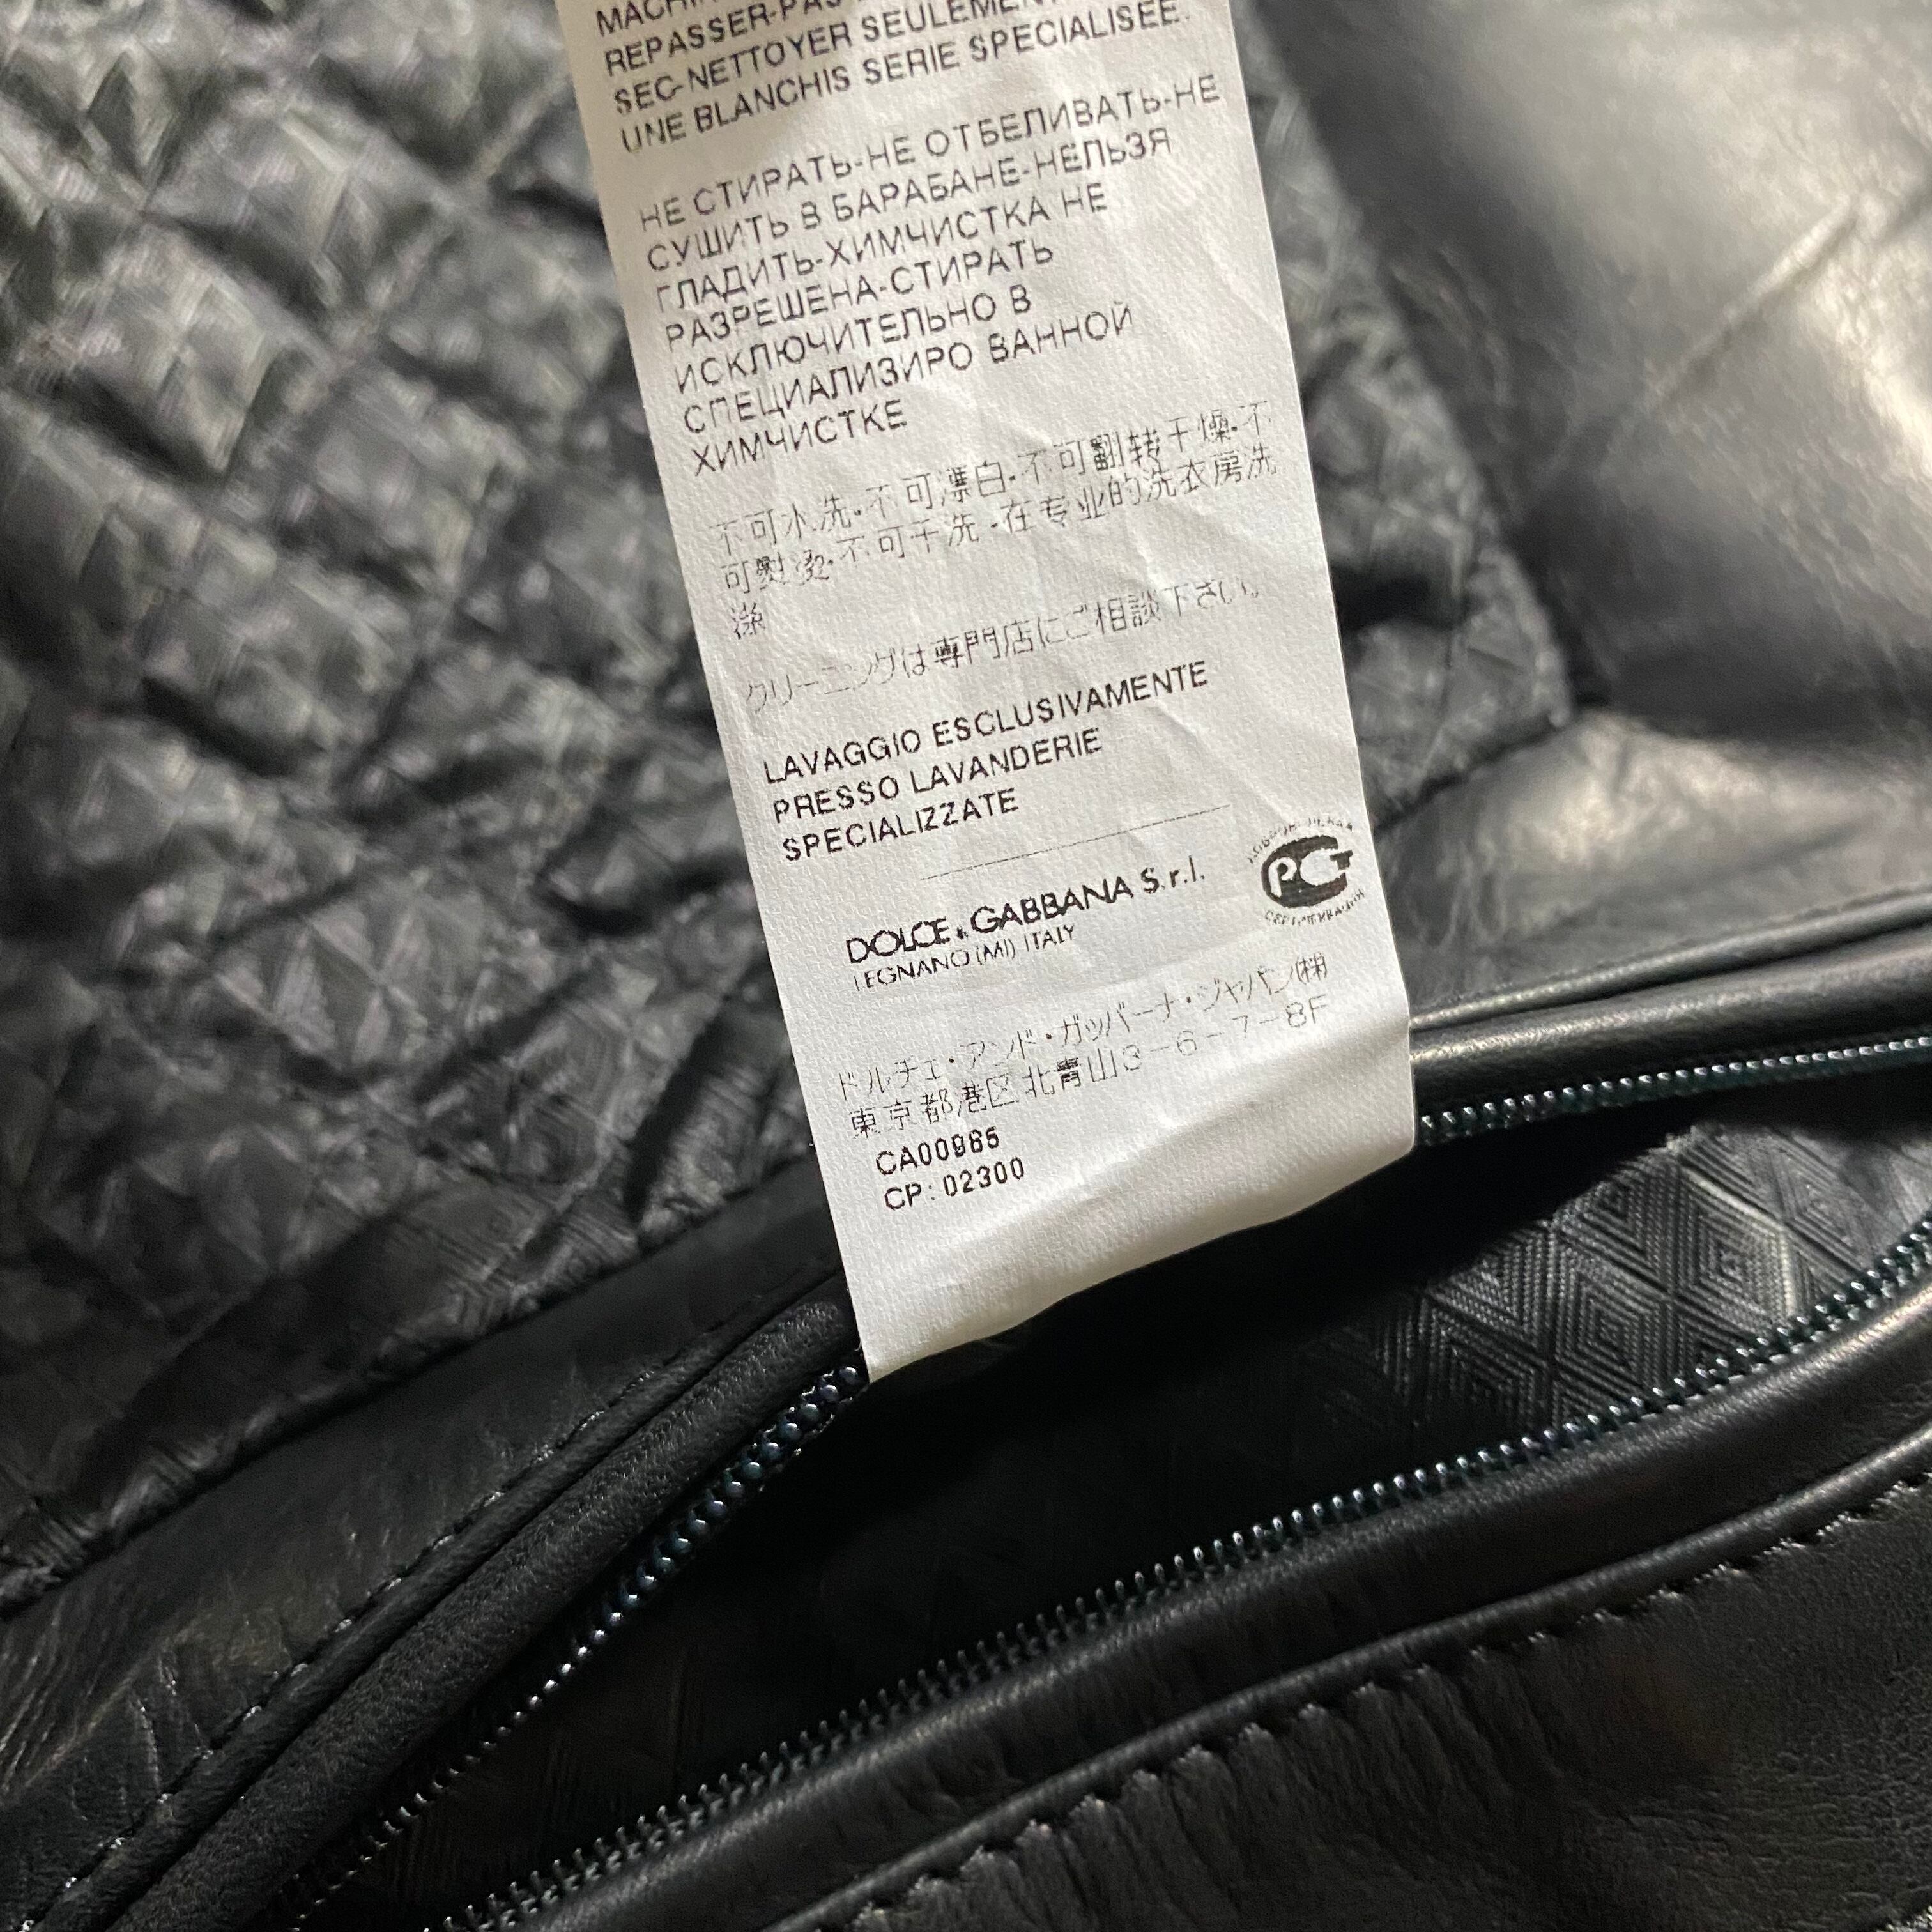 REPASSER-PAS
SEC-NETTOYER SEULEMENT
UNE BLANCHIS SERIE SPECIALISEE.
НЕ СТИРАТЬ-НЕ ОТБЕЛИВАТЬ-НЕ
СУШИТЬ В БАРАБАНЕ-НЕЛЬЗЯ
ГЛАДИТЬ-ХИМЧИСТКА НЕ
РАЗРЕШЕНА-СТИРАТЬ
ИСКЛЮЧИТЕЛЬНО В
СПЕЦИАЛИЗИРО ВАННОЙ
ХИМЧИСТКЕ
不可水洗·不可漂白·不可翻转干燥·不
可熨烫·不可干洗·在专业的洗衣房洗
涤
クリーニングは専門店にご相談下さい。
LAVAGGIO ESCLUSIVAMENTE
PRESSO LAVANDERIE
SPECIALIZZATE
DOLCE & GABBANA S.r.l.
LEGNANO (MI) ITALY
PCT
ドルチェ・アンド・ガッバーナ・ジャパン(株)
東京都港区北青山3-6-7-8F
CA00985
CP: 02300